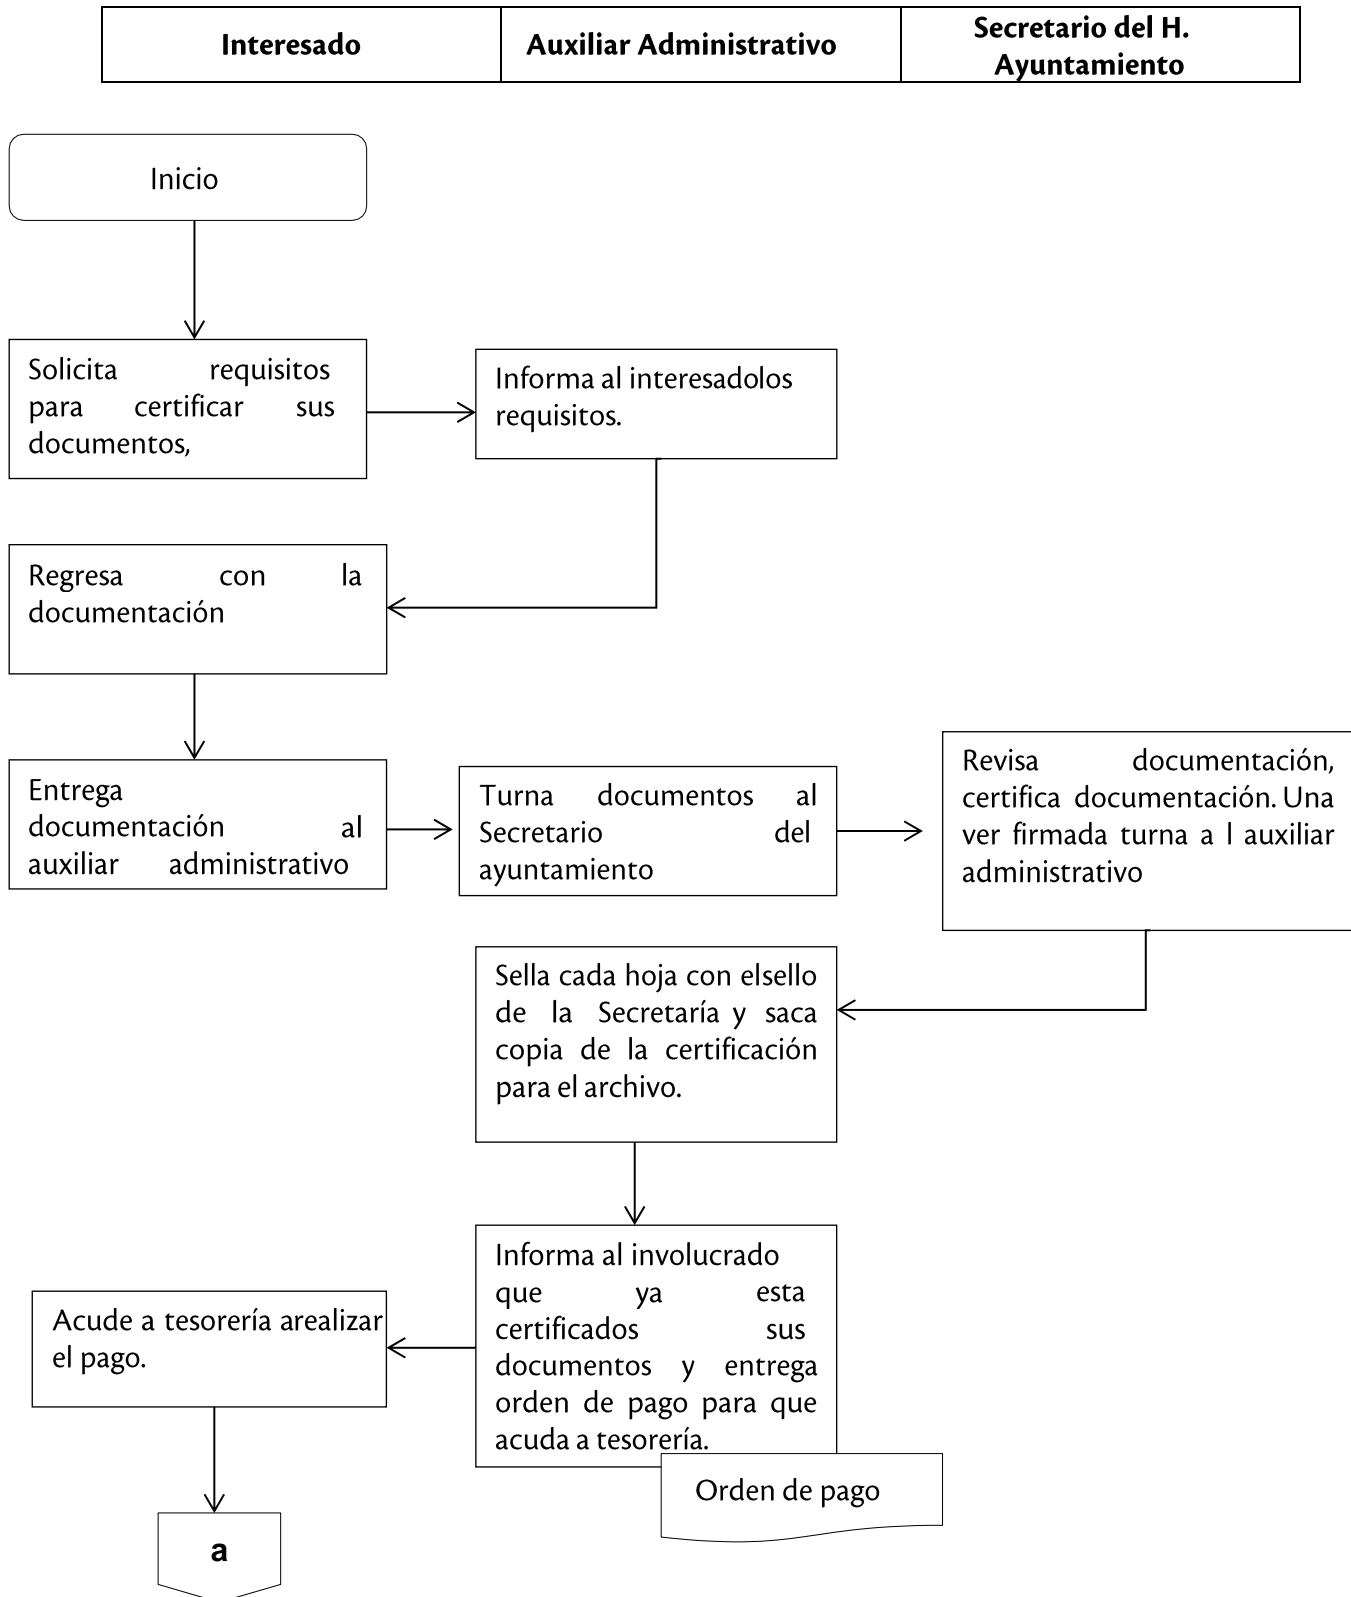 Interesado
Auxiliar Administrativo
Secretario del H.
Ayuntamiento
Inicio
Solicita requisitos
para certificar sus
documentos,
Informa al interesadolos
requisitos.
Regresa con la
documentación
Entrega
documentación al
auxiliar administrativo
Turna documentos al
Secretario del
ayuntamiento
Revisa documentación,
certifica documentación. Una
ver firmada turna a l auxiliar
administrativo
Sella cada hoja con elsello
de la Secretaría y saca
copia de la certificación
para el archivo.
Informa al involucrado
que ya esta
certificados sus
documentos y entrega
orden de pago para que
acuda a tesorería.
Acude a tesorería arealizar
el pago.
Orden de pago
a